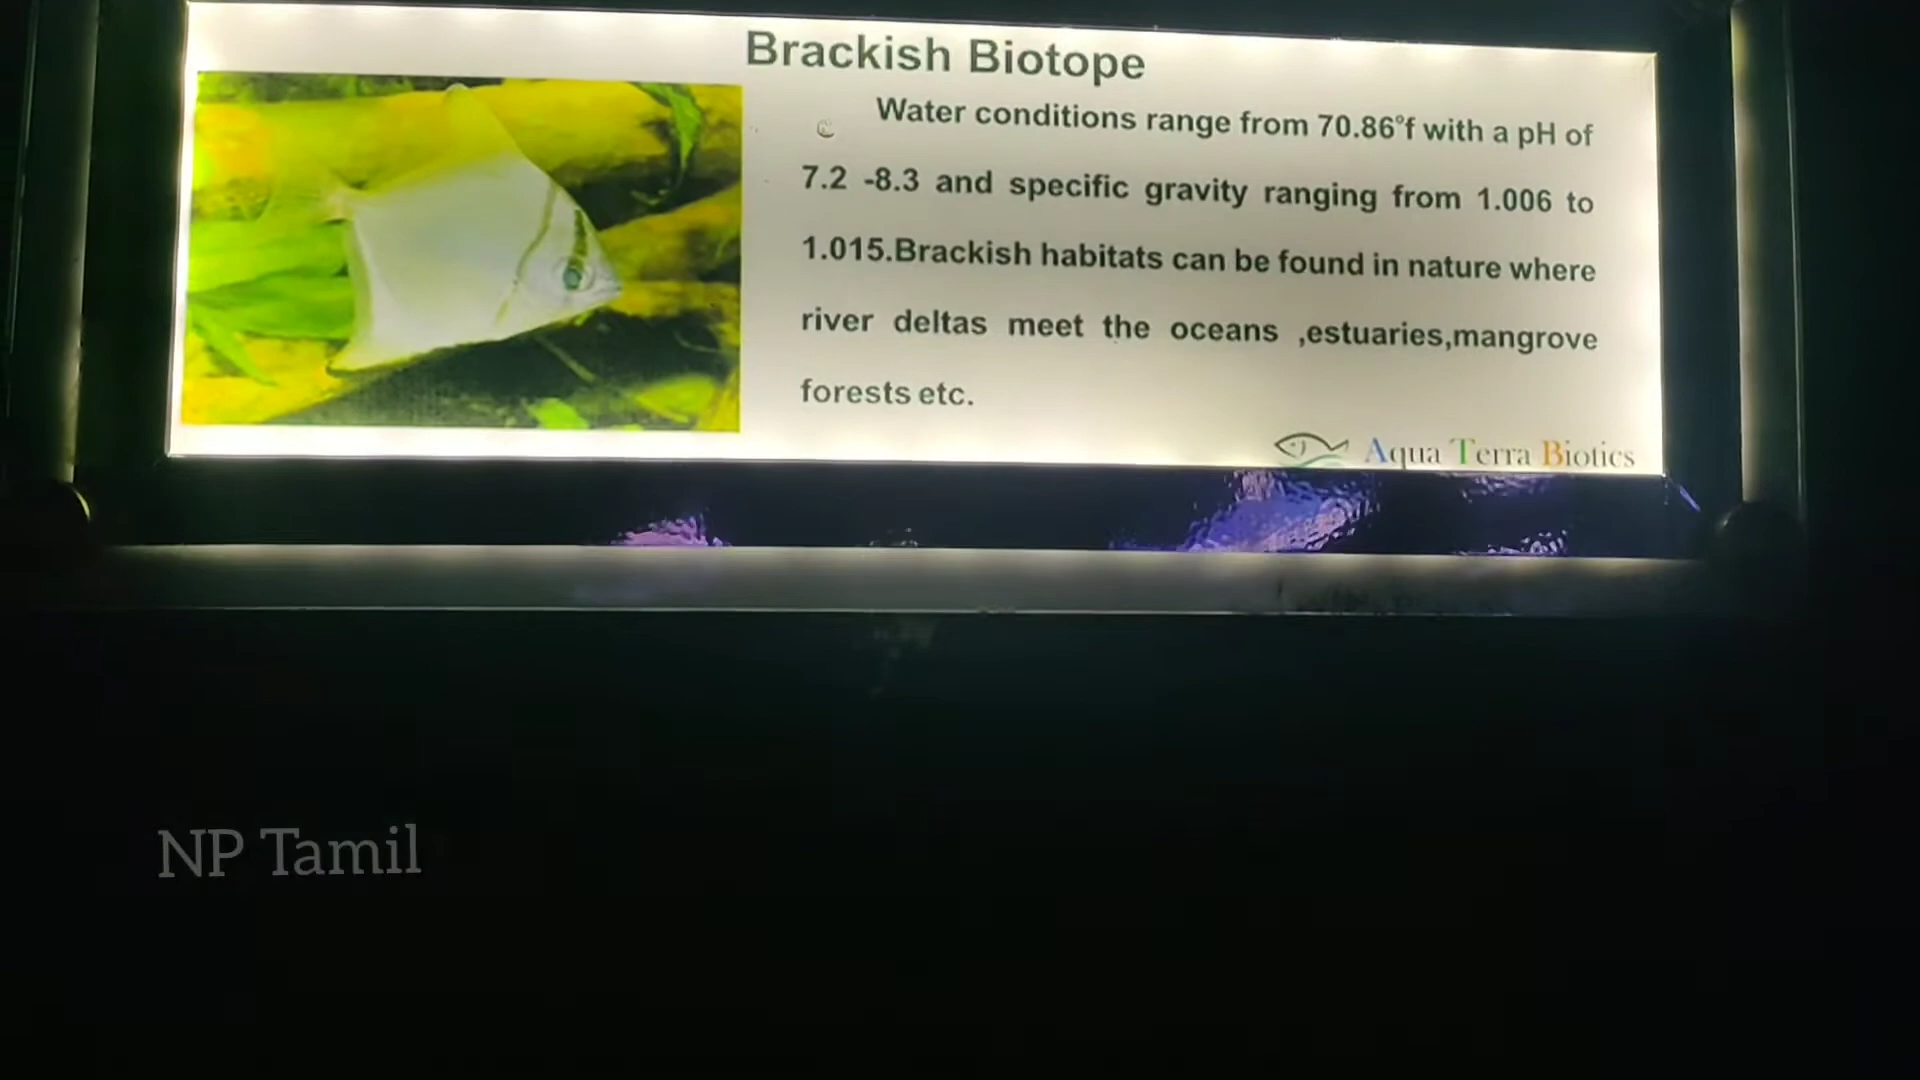 Brackish Biotope
Water conditions range from 70.86°f with a pH of
7.2 -8.3 and specific gravity ranging from 1.006 to
1.015.Brackish habitats can be found in nature where
river deltas meet the oceans ,estuaries,mangrove
forests etc.
Aqua Terra Biotics
NP Tamil